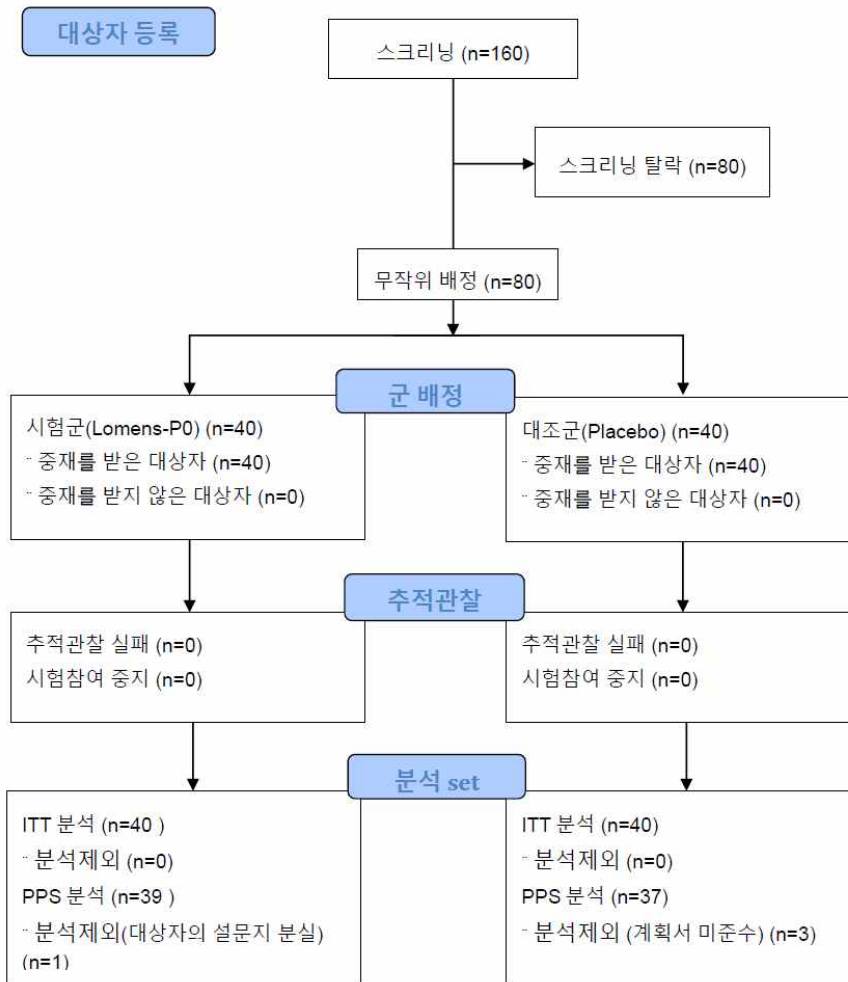 대상자 등록
스크리닝 (n=160)
스크리닝 탈락 (n=80)
무작위 배정 (n=80)
군 배정
시험군(Lomens-P0) (n=40)
¨ 중재를 받은 대상자 (n=40)
¨ 중재를 받지 않은 대상자 (n=0)
대조군(Placebo) (n=40)
¨ 중재를 받은 대상자 (n=40)
¨ 중재를 받지 않은 대상자 (n=0)
추적관찰
추적관찰 실패 (n=0)
시험참여 중지 (n=0)
추적관찰 실패 (n=0)
시험참여 중지 (n=0)
분석 set
ITT 분석 (n=40 )
¨ 분석제외 (n=0)
PPS 분석 (n=39 )
¨ 분석제외(대상자의 설문지 분실)
(n=1)
ITT 분석 (n=40)
¨ 분석제외 (n=0)
PPS 분석 (n=37)
¨ 분석제외 (계획서 미준수) (n=3)